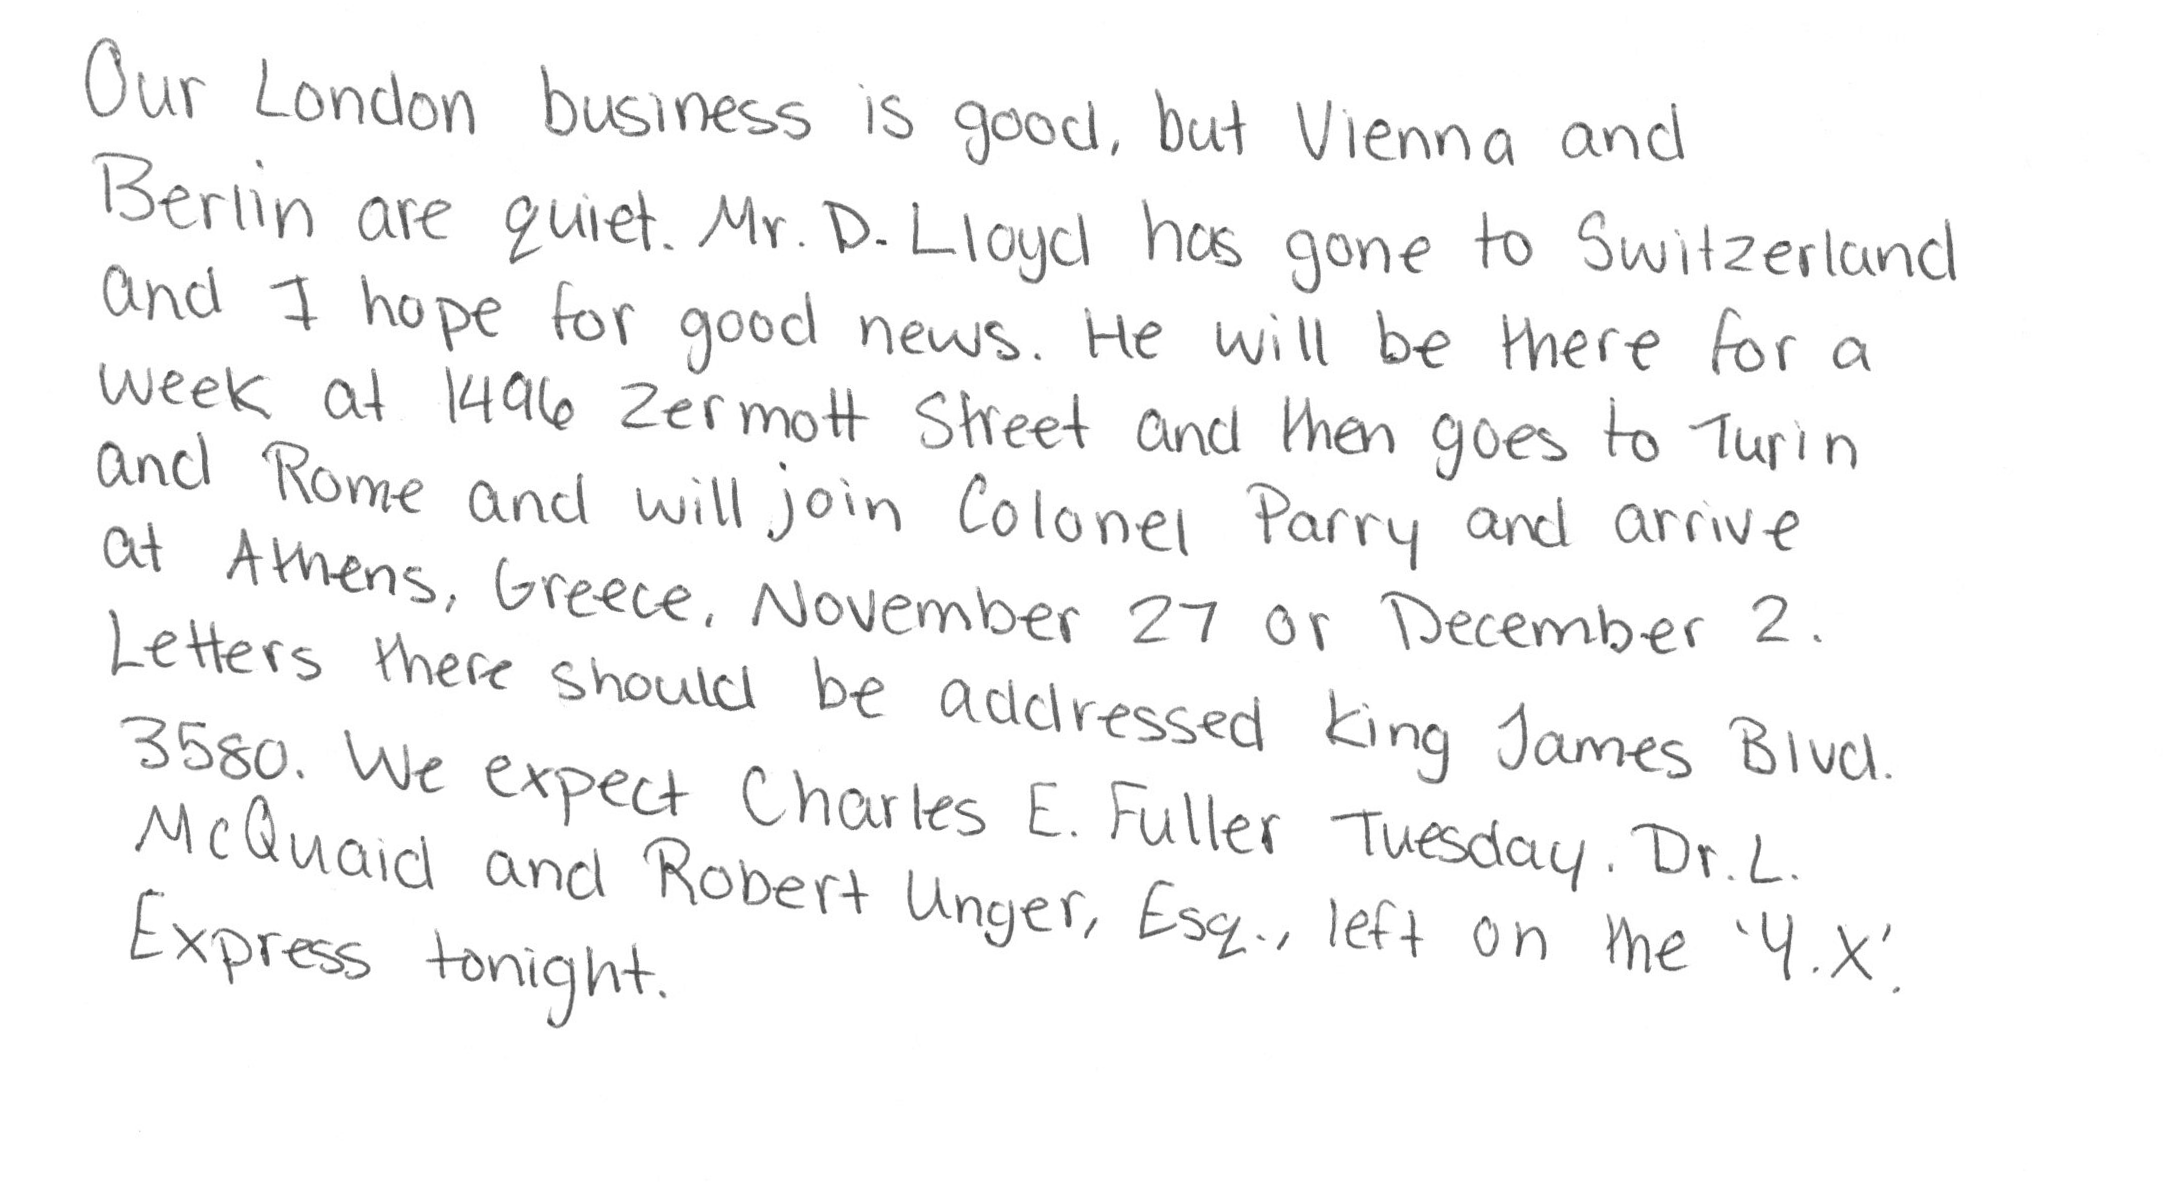 Our London business is good, but Vienna and
Berlin are quiet. Mr. D. Lloyd has gone to Switzerland
and I hope for good news. He will be there for a
week at 1496 Zermott Street and then goes to Turin
and Rome and will join Colonel Parry and arrive
at Athens, Greece, November 27 or December 2.
Letters there should be addressed King James Blvd.
3580. We expect Charles E. Fuller Tuesday. Dr. L.
McQuaid and Robert Unger, Esq., left on the 'Y.X'.
Express tonight.